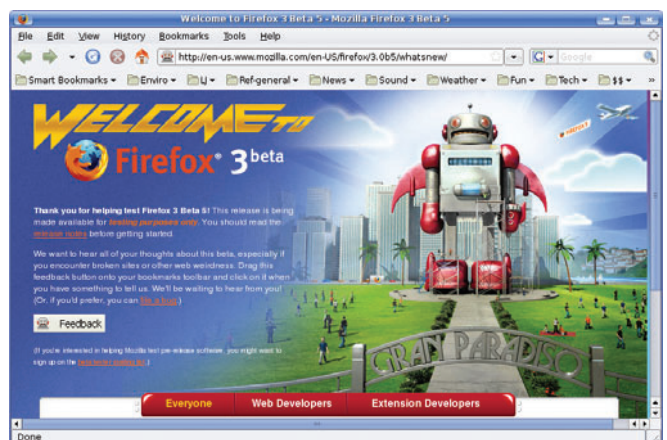 Welcome to Firefox 3 Beta 5 - Mozilla Firefox 3 Beta 5
File Edit View History Bookmarks Tools Help
http://en-us.www.mozilla.com/en-US/firefox/3.0b5/whatsnew/ Google
Smart Bookmarks Enviro LJ Ref-general News Sound Weather Fun Tech $$ »
WELCOME TO
Firefox® 3 beta
Thank you for helping test Firefox 3 Beta 5! This release is being
made available for testing purposes only. You should read the
release notes before getting started.
We want to hear all of your thoughts about this beta, especially if
you encounter broken sites or other web weirdness. Drag this
feedback button onto your bookmarks toolbar and click on it when
you have something to tell us. We'll be waiting to hear from you!
(Or, if you'd prefer, you can file a bug.)
Feedback
(If you're interested in helping Mozilla test pre-release software, you might want to
sign up on the
GRAN PARADISO
Everyone Web Developers Extension Developers
Done